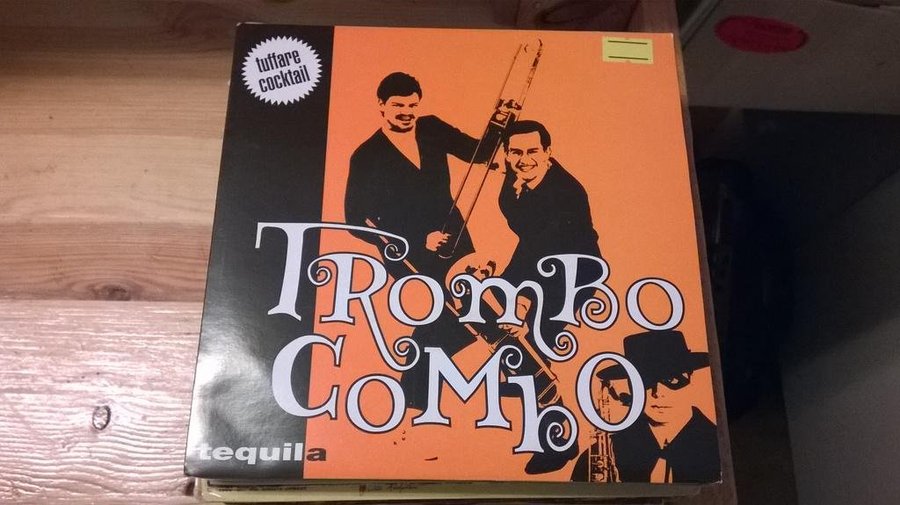 tuffare
cocktail
TROMBO
COMBO
tequila